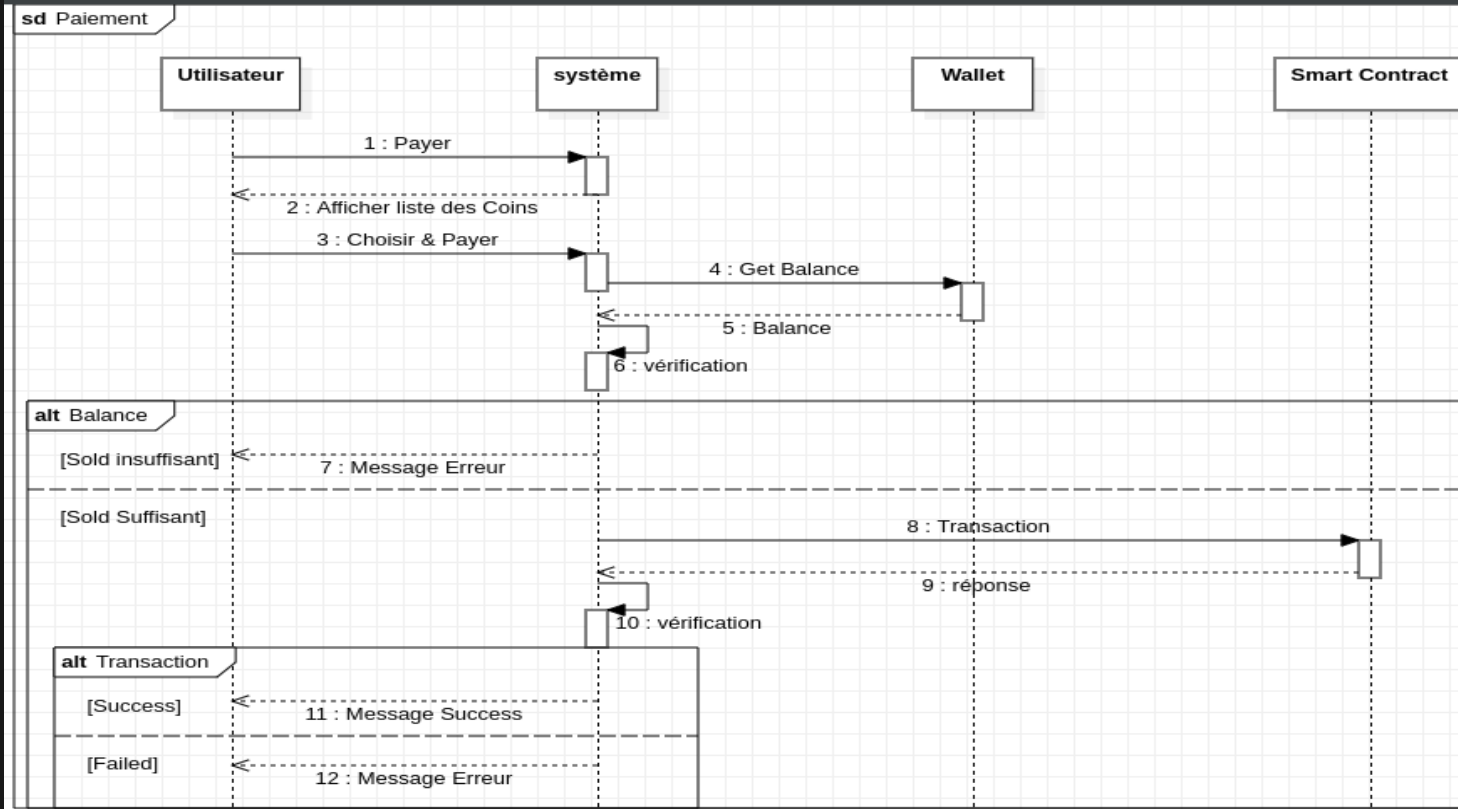 sd Paiement
Utilisateur
système
Wallet
Smart Contract
1 : Payer
2 : Afficher liste des Coins
3 : Choisir & Payer
4 : Get Balance
5 : Balance
6 : vérification
alt Balance
[Sold insuffisant]
7 : Message Erreur
[Sold Suffisant]
8 : Transaction
9 : réponse
10 : vérification
alt Transaction
[Success]
11 : Message Success
[Failed]
12 : Message Erreur